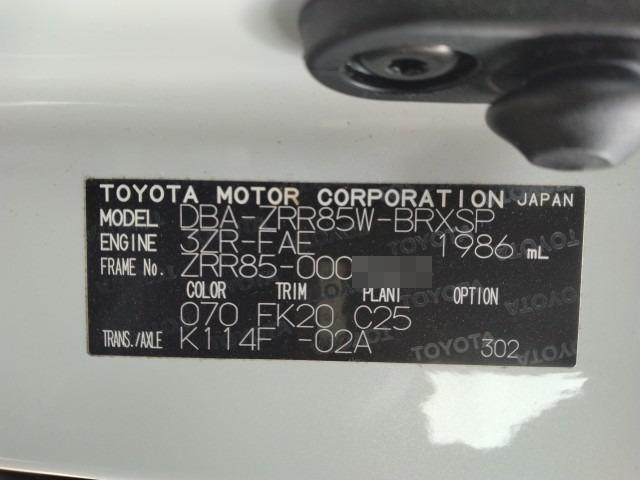 TOYOTA MOTOR CORPORATION JAPAN
MODEL DBA-ZRR85W-BRXSP
ENGINE 3ZR-FAE 1986 mL
FRAME No. ZRR85-000
COLOR TRIM PLANT OPTION
070 FK20 C25
TRANS./AXLE K114F -02A 302